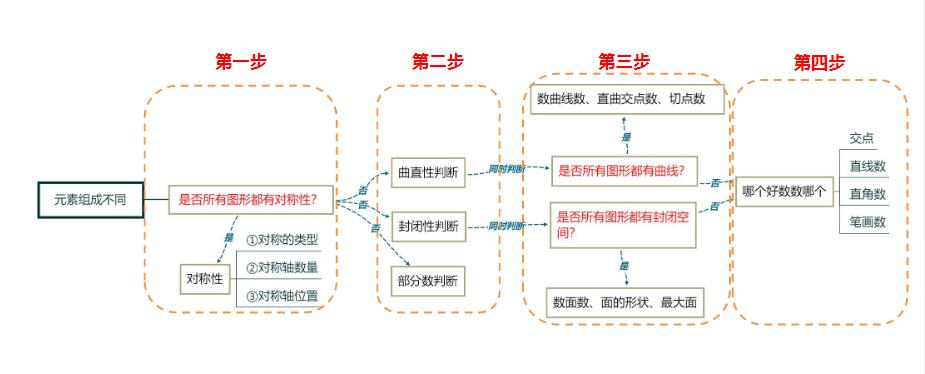 第一步
第二步
第三步
第四步
元素组成不同
是否所有图形都有对称性?
是
对称性
①对称的类型
②对称轴数量
③对称轴位置
否
否
否
曲直性判断
封闭性判断
部分数判断
同时判断
同时判断
数曲线数、直曲交点数、切点数
是
是否所有图形都有曲线?
是否所有图形都有封闭空
间?
是
数面数、面的形状、最大面
否
否
哪个好数数哪个
交点
直线数
直角数
笔画数